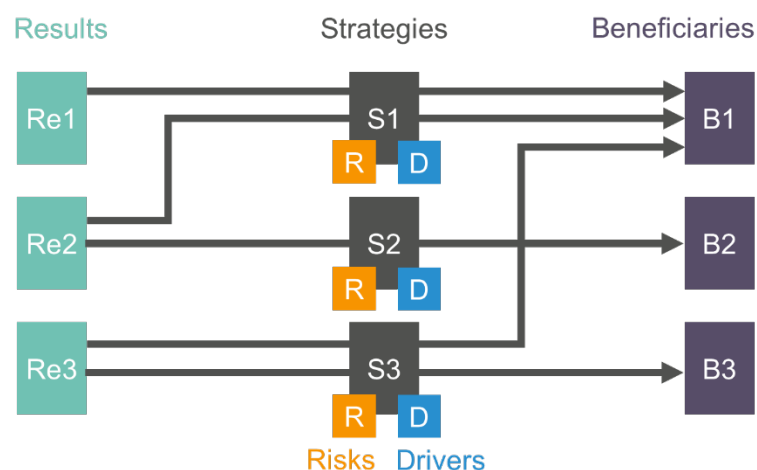 Results Strategies Beneficiaries
Re1 S1 B1
R D
Re2 S2 B2
R D
Re3 S3 B3
R D
Risks Drivers